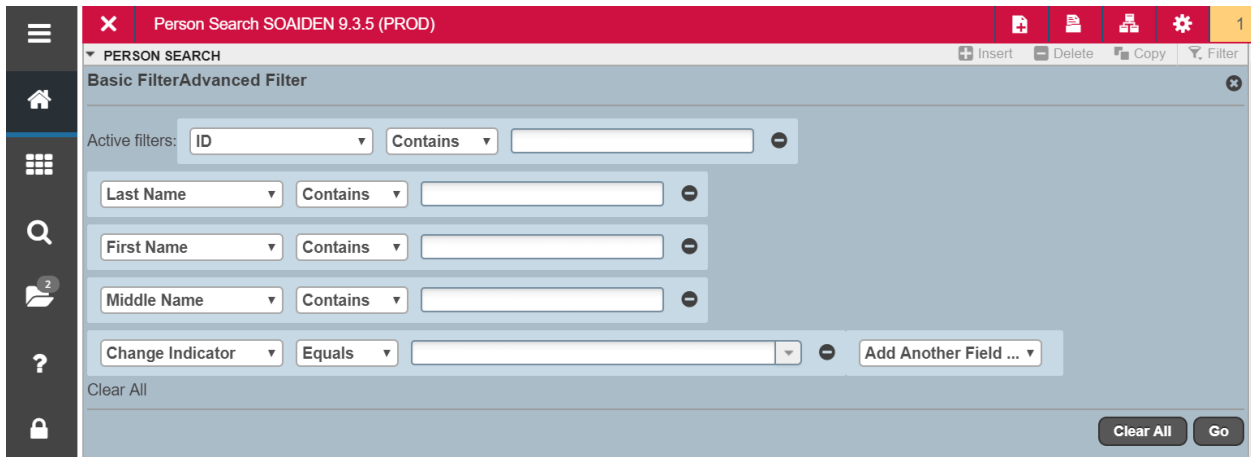 Person Search SOAIDEN 9.3.5 (PROD) 1
PERSON SEARCH Insert Delete Copy Filter
Basic FilterAdvanced Filter
Active filters: ID Contains
Last Name Contains
First Name Contains
2
Middle Name Contains
Change Indicator Equals Add Another Field ...
?
Clear All
Clear All Go